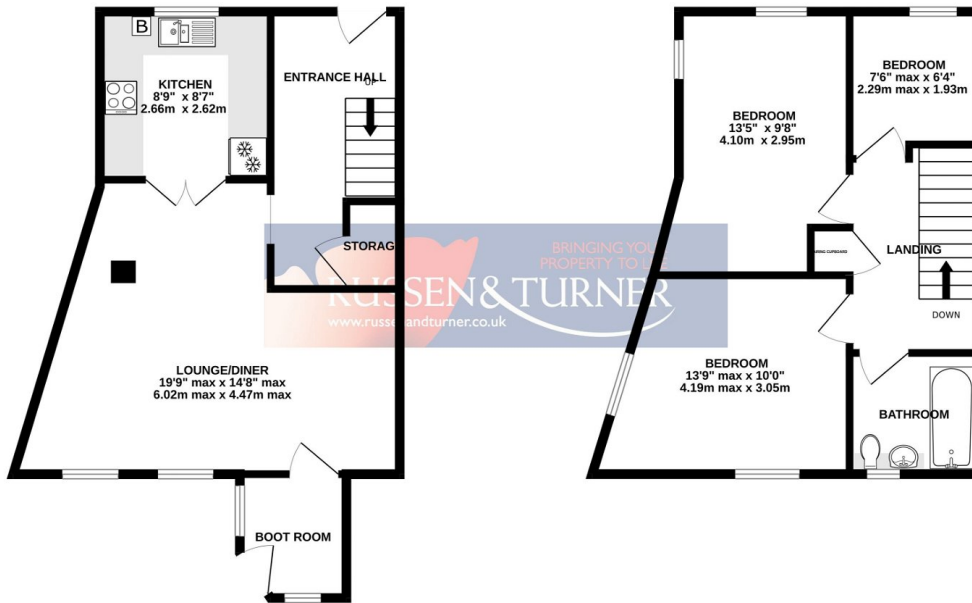 B
KITCHEN
8'9" x 8'7"
2.66m x 2.62m
ENTRANCE HALL
UP
STORAG
LOUNGE/DINER
19'9" max x 14'8" max
6.02m max x 4.47m max
BOOT ROOM
BEDROOM
13'5" x 9'8"
4.10m x 2.95m
BEDROOM
7'6" max x 6'4"
2.29m max x 1.93m
CUPBOARD
LANDING
DOWN
BEDROOM
13'9" max x 10'0"
4.19m max x 3.05m
BATHROOM
BRINGING YOU
PROPERTY TO LIFE
RUSSEN & TURNER
www.russenandturner.co.uk